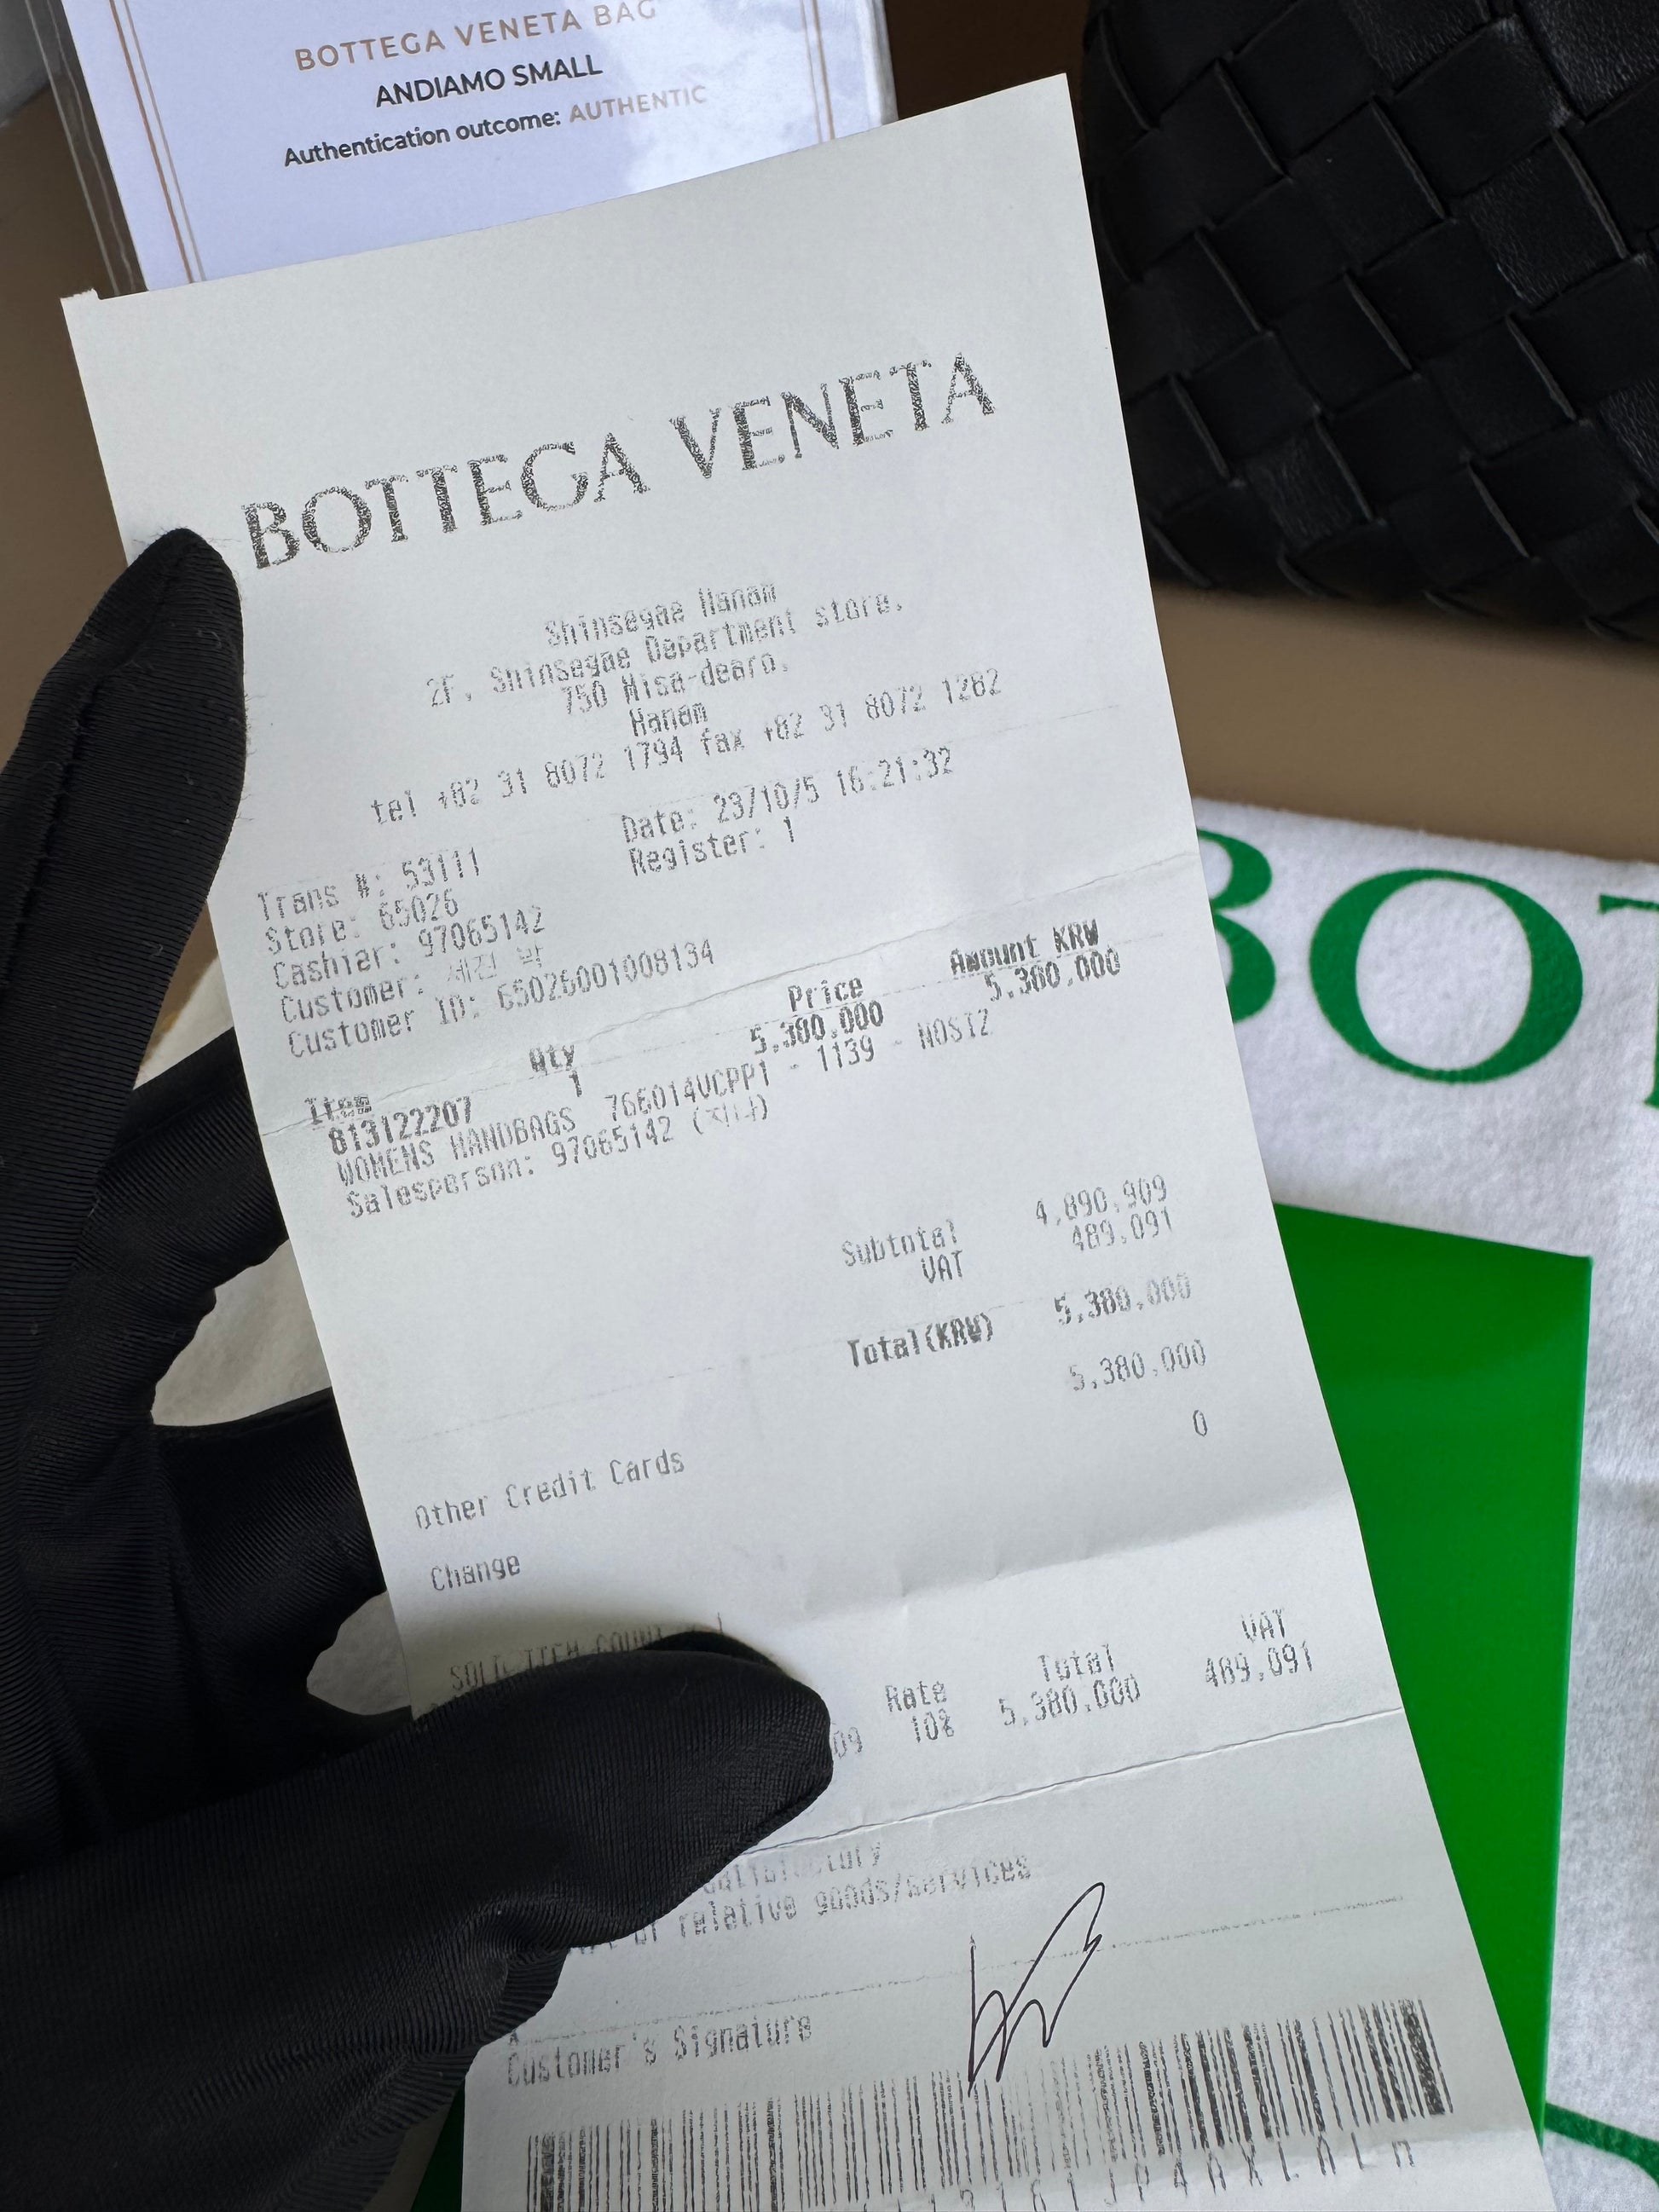 BOTTEGA VENETA BAG
ANDIAMO SMALL
Authentication outcome: AUTHENTIC
BOTTEGA VENETA
Shinsegae Hanam
2F, Shinsegae Department store,
750 Misa-dearo,
Hanam
tel +82 31 8072 1794 fax +82 31 8072 1282
Date: 23/10/5 16:21:32
Trans #: 53111 Register: 1
Store: 65026
Cashier: 97065142
Customer:
Customer ID: 650260001008134
Item Qty Price Amount KRW
813122207 1 5,380,000 5,380,000
WOMENS HANDBAGS 766014VCPP1 - 1139 - NOSIZ
Salesperson: 97065142
Subtotal 4,890,909
VAT 489,091
Total(KRW) 5,380,000
Other Credit Cards 5,380,000
Change 0
SOLD ITEM COUNT
Rate Total VAT
09 10% 5,380,000 489,091
of relative goods/services
Customer's Signature
BO